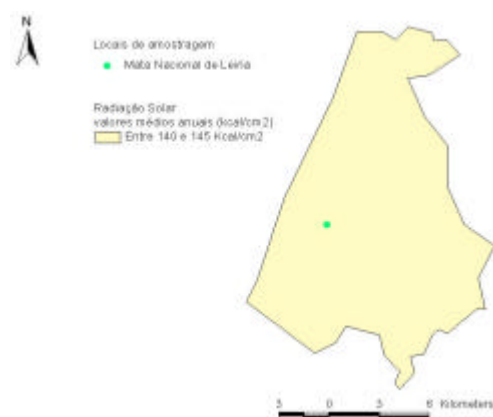 N
Locais de amostragem
Mata Nacional de Leiria
Radiação Solar:
valores médios anuais (kcal/cm2)
Entre 140 e 145 Kcal/cm2
3 0 3 6 Kilometers